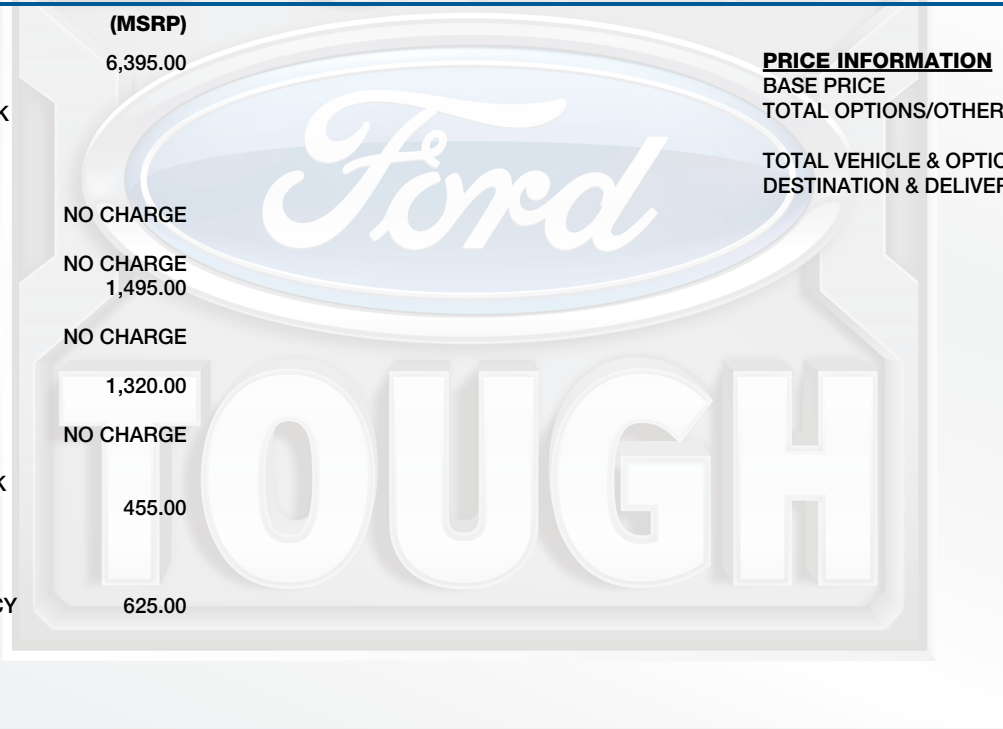 (MSRP)
6,395.00
K
NO CHARGE
NO CHARGE
1,495.00
NO CHARGE
1,320.00
NO CHARGE
K
455.00
CY
625.00
PRICE INFORMATION
BASE PRICE
TOTAL OPTIONS/OTHER
TOTAL VEHICLE & OPTIO
DESTINATION & DELIVER
Ford
TOUGH